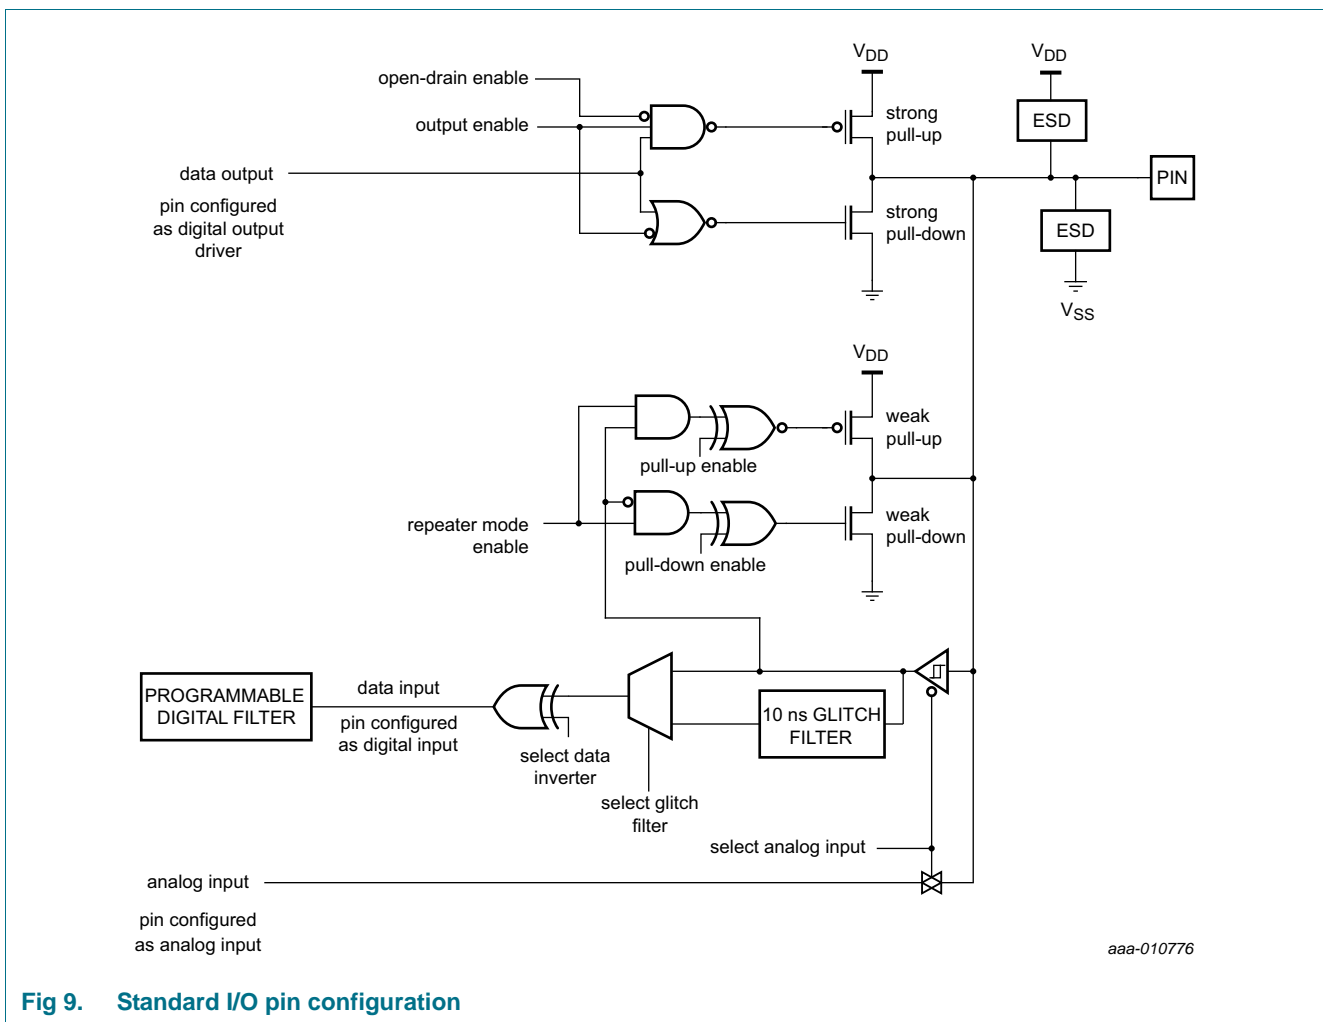 VDD
VDD
open-drain enable
strong
pull-up
ESD
output enable
data output
PIN
pin configured
as digital output
driver
strong
pull-down
ESD
VSS
VDD
weak
pull-up
pull-up enable
repeater mode
enable
weak
pull-down
pull-down enable
PROGRAMMABLE
DIGITAL FILTER
data input
pin configured
as digital input
10 ns GLITCH
FILTER
select data
inverter
select glitch
filter
select analog input
analog input
pin configured
as analog input
aaa-010776
Fig 9. Standard I/O pin configuration